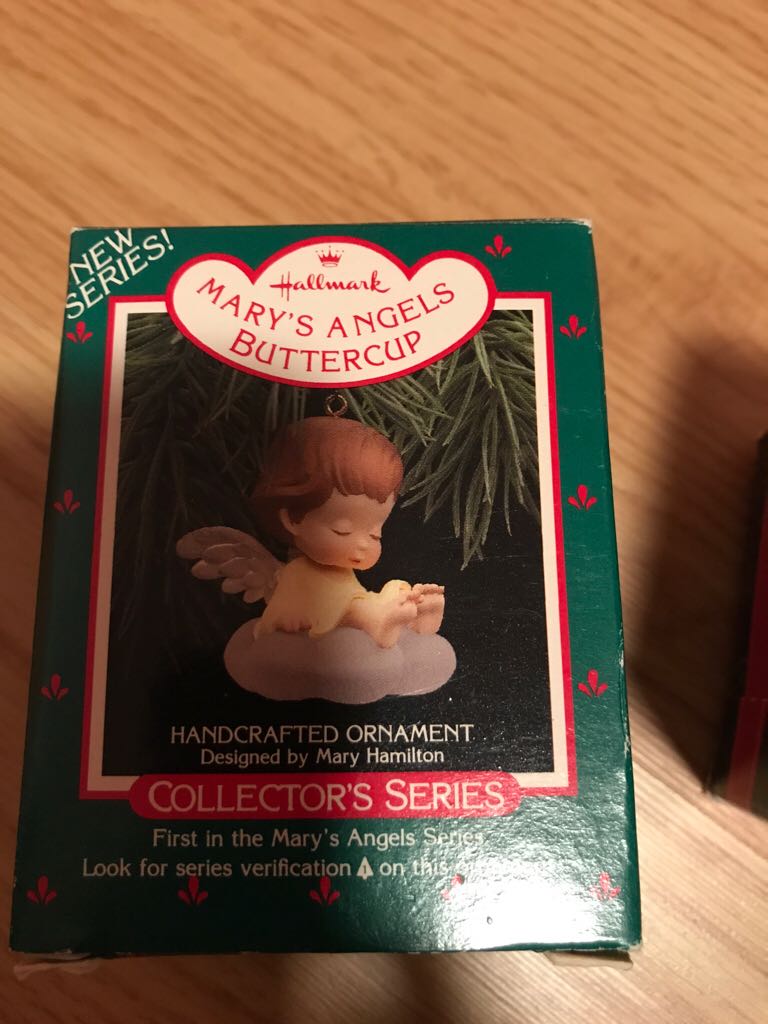 NEW
SERIES!
Hallmark
MARY'S ANGELS
BUTTERCUP
HANDCRAFTED ORNAMENT
Designed by Mary Hamilton
COLLECTOR'S SERIES
First in the Mary's Angels Series.
Look for series verification on this